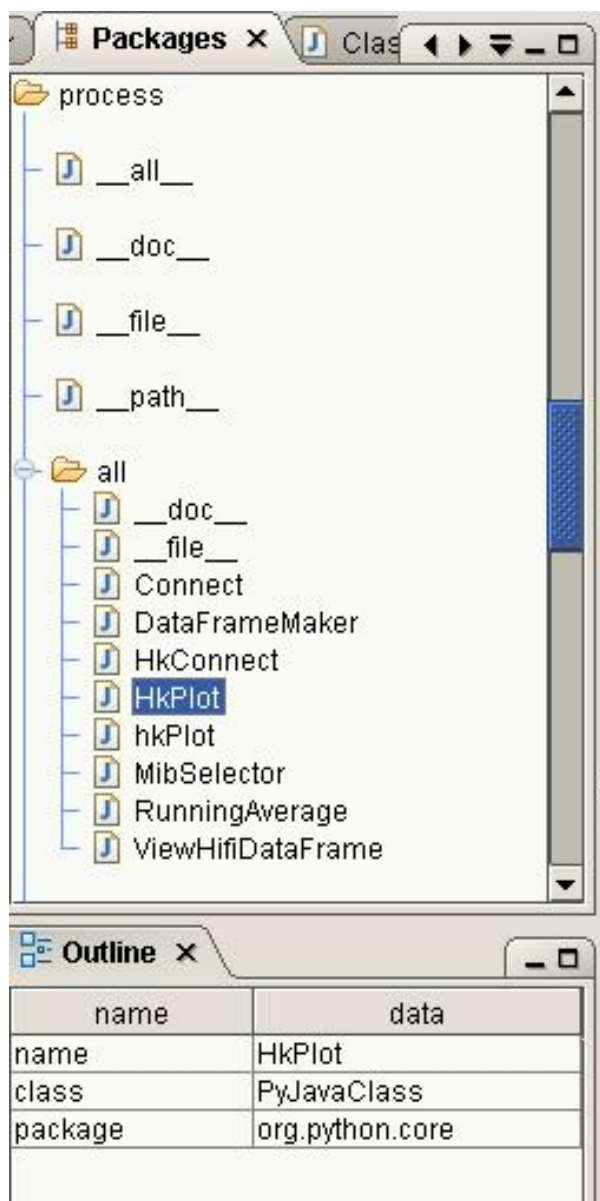 Packages Clas
process
__all__
__doc__
__file__
__path__
all
__doc__
__file__
Connect
DataFrameMaker
HkConnect
HkPlot
hkPlot
MibSelector
RunningAverage
ViewHifiDataFrame
Outline
name data
name HkPlot
class PyJavaClass
package org.python.core